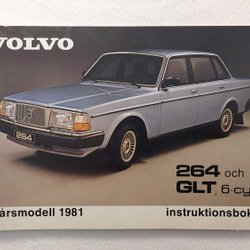 VOLVO
264
264 och
GLT, 6-cy
årsmodell 1981
instruktionsbok